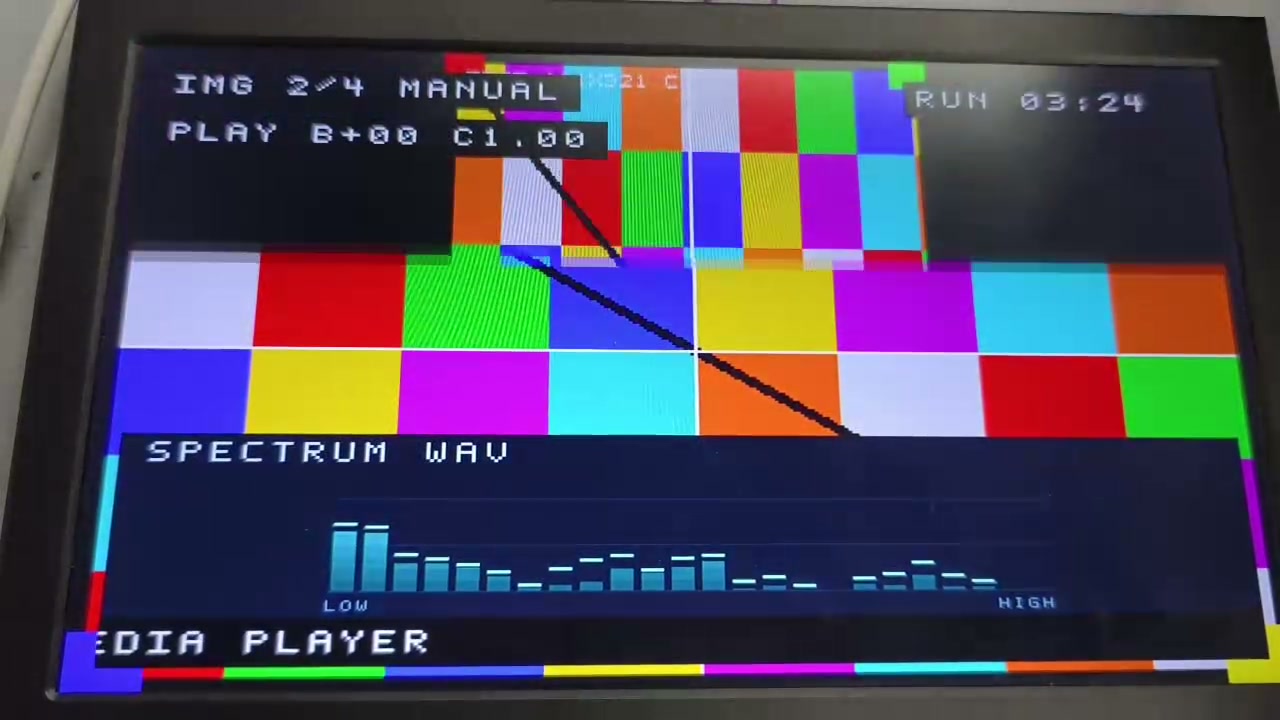 IMG 2/4 MANUAL
RUN 03:24
PLAY B+00 C1.00
SPECTRUM WAV
LOW
HIGH
EDIA PLAYER